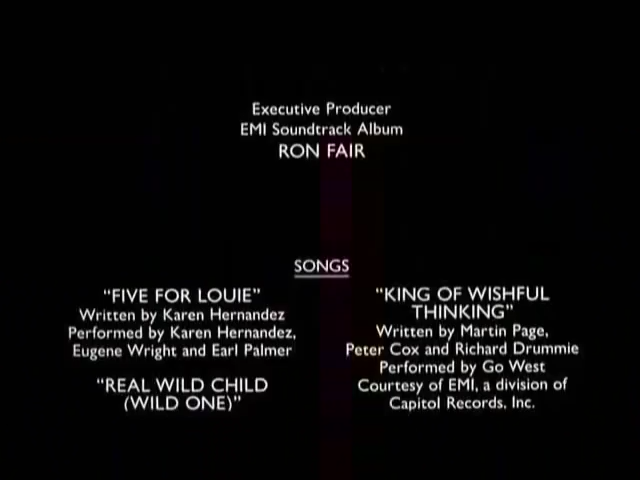 Executive Producer
EMI Soundtrack Album
RON FAIR
SONGS
"FIVE FOR LOUIE"
Written by Karen Hernandez
Performed by Karen Hernandez,
Eugene Wright and Earl Palmer
"REAL WILD CHILD
(WILD ONE)"
"KING OF WISHFUL
THINKING"
Written by Martin Page,
Peter Cox and Richard Drummie
Performed by Go West
Courtesy of EMI, a division of
Capitol Records, Inc.